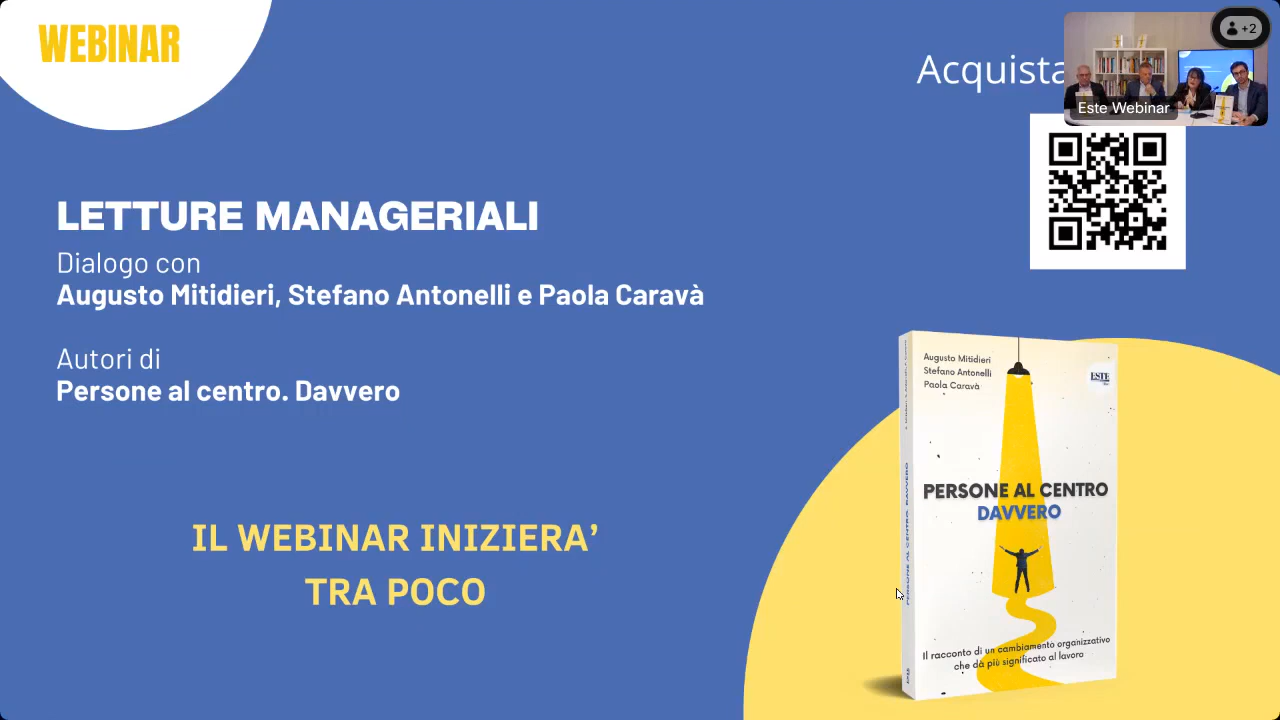 WEBINAR
Acquista
+2
Este Webinar
LETTURE MANAGERIALI
Dialogo con
Augusto Mitidieri, Stefano Antonelli e Paola Caravà
Autori di
Persone al centro. Davvero
IL WEBINAR INIZIERA’
TRA POCO
Augusto Mitidieri
Stefano Antonelli
Paola Caravà
ESTE
PERSONE AL CENTRO
DAVVERO
PERSONE AL CENTRO. DAVVERO
Il racconto di un cambiamento organizzativo
che dà più significato al lavoro